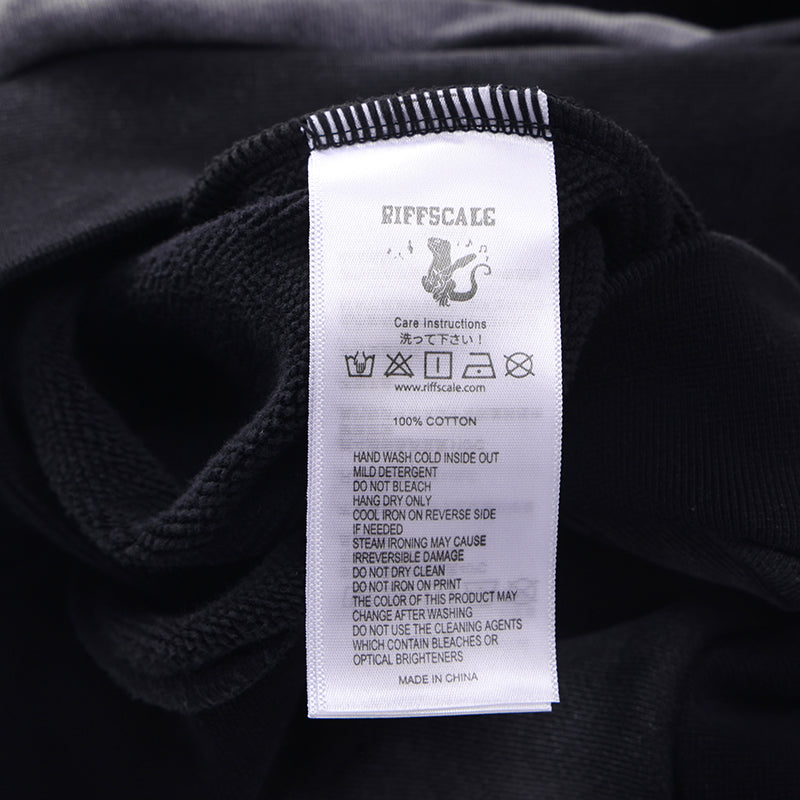 RIFFSCALE
Care instructions
洗って下さい!
www.riffscale.com
100% COTTON
HAND WASH COLD INSIDE OUT
MILD DETERGENT
DO NOT BLEACH
HANG DRY ONLY
COOL IRON ON REVERSE SIDE
IF NEEDED
STEAM IRONING MAY CAUSE
IRREVERSIBLE DAMAGE
DO NOT DRY CLEAN
DO NOT IRON ON PRINT
THE COLOR OF THIS PRODUCT MAY
CHANGE AFTER WASHING
DO NOT USE THE CLEANING AGENTS
WHICH CONTAIN BLEACHES OR
OPTICAL BRIGHTENERS
MADE IN CHINA